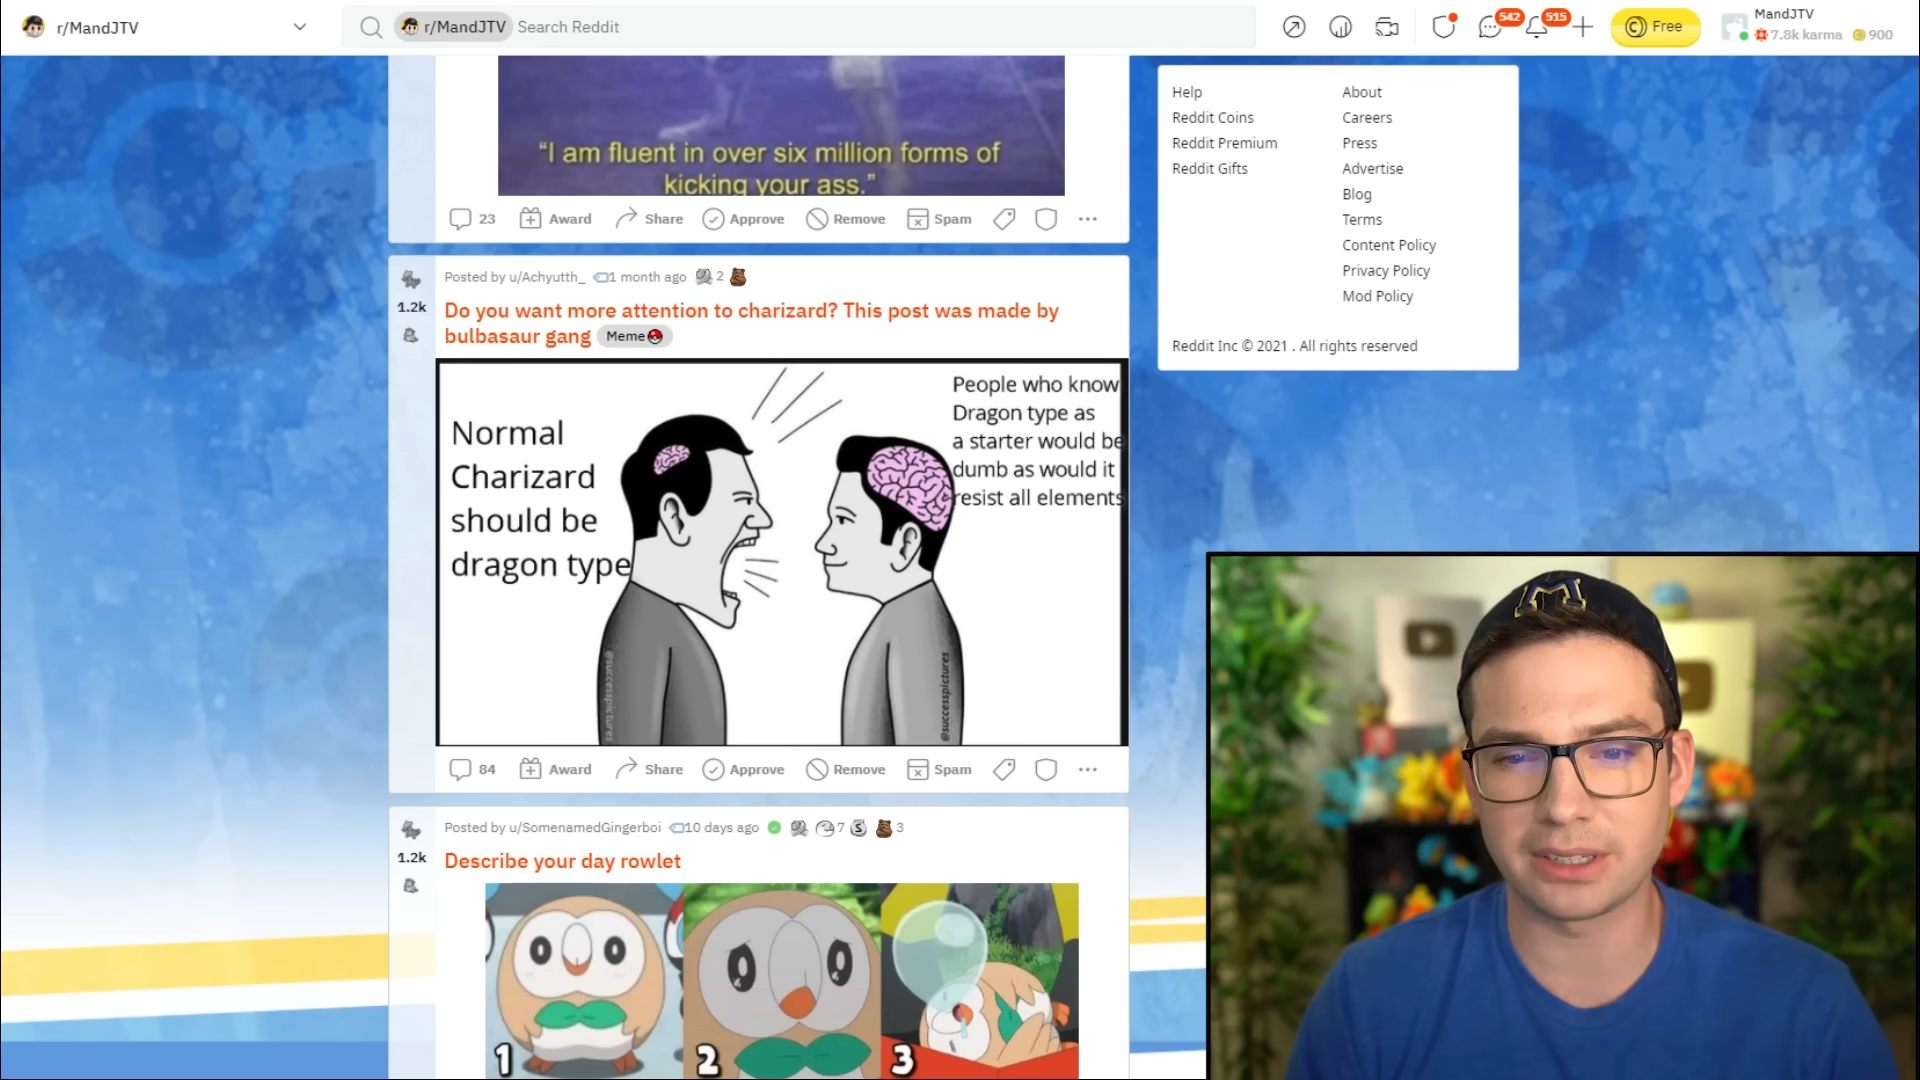 r/MandJTV
r/MandJTV Search Reddit
542
515
Free
MandJTV
7.8k karma 900
"I am fluent in over six million forms of
kicking your ass."
23 Award Share Approve Remove Spam
Posted by u/Achyutth_ 1 month ago 2
1.2k
Do you want more attention to charizard? This post was made by
bulbasaur gang Meme
Normal
Charizard
should be
dragon type
People who know
Dragon type as
a starter would be
dumb as would it
resist all elements
@successpictures
@successpictures
84 Award Share Approve Remove Spam
Posted by u/SomenamedGingerboi 10 days ago 7 S 3
1.2k
Describe your day rowlet
1
2
3
Help
Reddit Coins
Reddit Premium
Reddit Gifts
About
Careers
Press
Advertise
Blog
Terms
Content Policy
Privacy Policy
Mod Policy
Reddit Inc © 2021 . All rights reserved
M